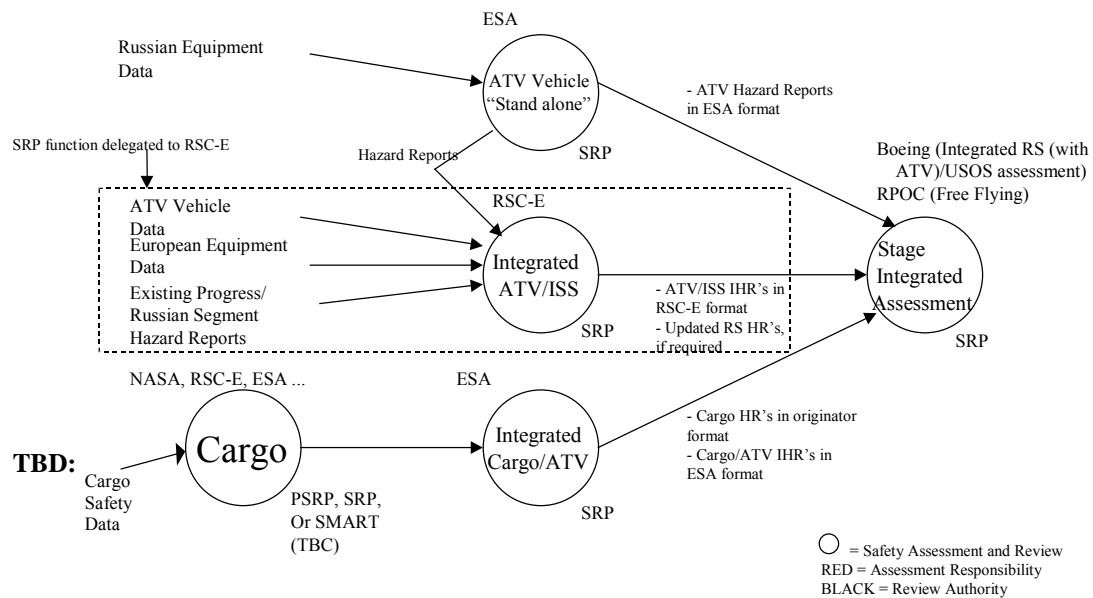 ESA
Russian Equipment
Data
ATV Vehicle
“Stand alone”
SRP
- ATV Hazard Reports
in ESA format
SRP function delegated to RSC-E
Hazard Reports
Boeing (Integrated RS (with
ATV)/USOS assessment)
RPOC (Free Flying)
RSC-E
ATV Vehicle
Data
European Equipment
Data
Existing Progress/
Russian Segment
Hazard Reports
Integrated
ATV/ISS
SRP
- ATV/ISS IHR's in
RSC-E format
- Updated RS HR's,
if required
Stage
Integrated
Assessment
SRP
NASA, RSC-E, ESA ...
Cargo
TBD:
Cargo
Safety
Data
PSRP, SRP,
Or SMART
(TBC)
ESA
Integrated
Cargo/ATV
SRP
- Cargo HR's in originator
format
- Cargo/ATV IHR's in
ESA format
= Safety Assessment and Review
RED = Assessment Responsibility
BLACK = Review Authority